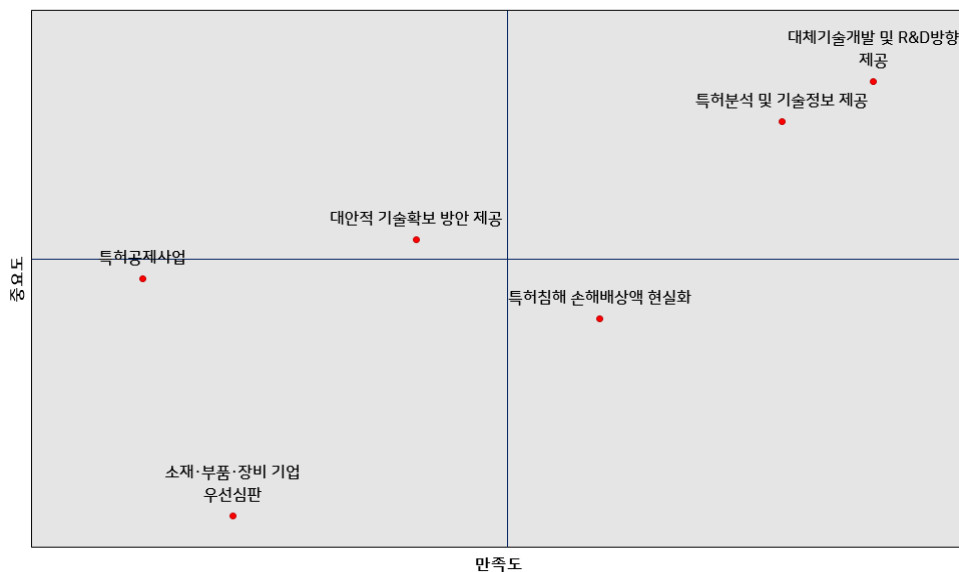 대체기술개발 및 R&D방향
제공
특허분석 및 기술정보 제공
대안적 기술확보 방안 제공
특허공제사업
중요도
특허침해 손해배상액 현실화
소재·부품·장비 기업
우선심판
만족도